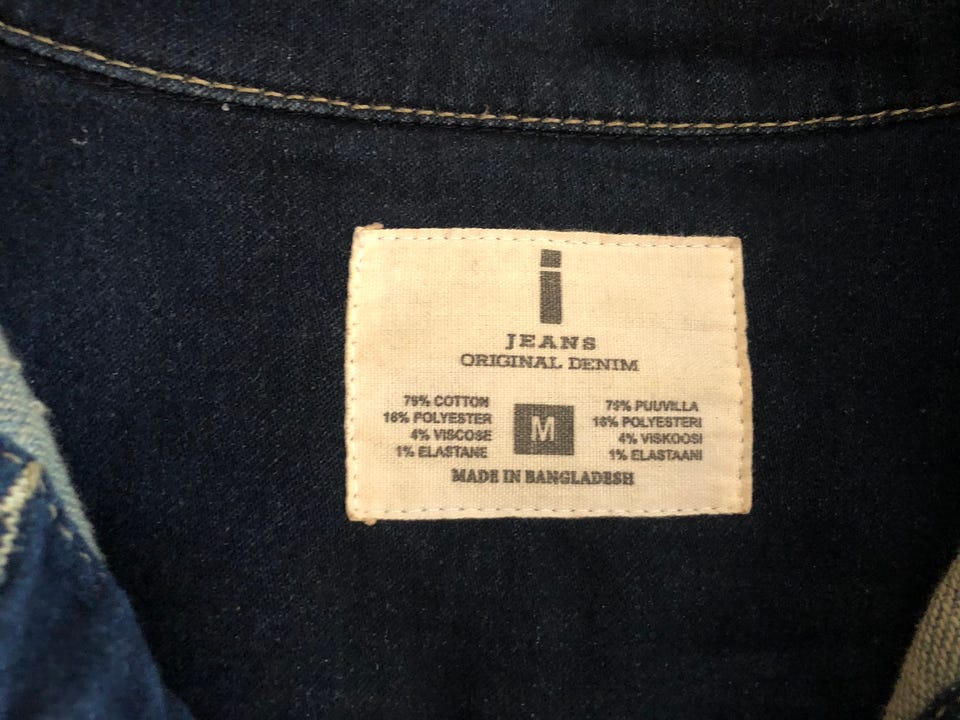 i
JEANS
ORIGINAL DENIM
79% COTTON
16% POLYESTER
4% VISCOSE
1% ELASTANE
M
79% PUUVILLA
16% POLYESTERI
4% VISKOOSI
1% ELASTAANI
MADE IN BANGLADESH